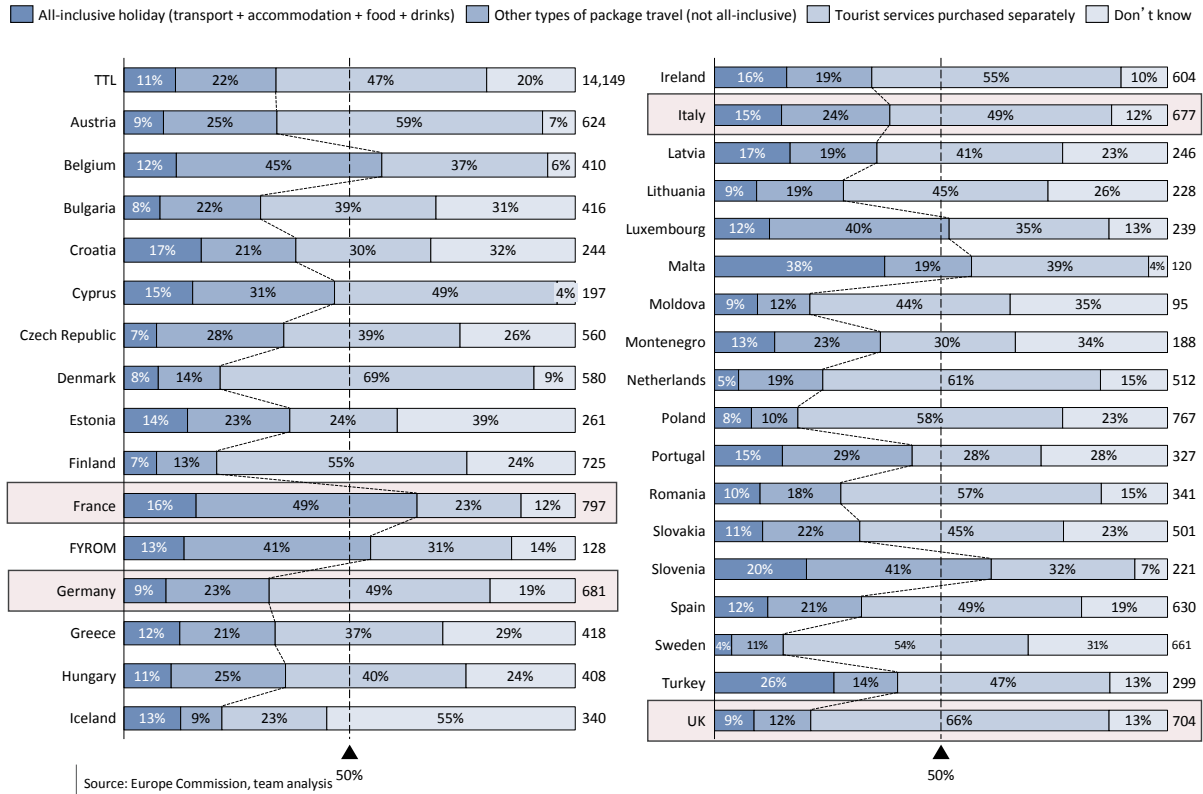 All-inclusive holiday (transport + accommodation + food + drinks) Other types of package travel (not all-inclusive) Tourist services purchased separately Don't know
TTL 11% 22% 47% 20% 14,149
Austria 9% 25% 59% 7% 624
Belgium 12% 45% 37% 6% 410
Bulgaria 8% 22% 39% 31% 416
Croatia 17% 21% 30% 32% 244
Cyprus 15% 31% 49% 4% 197
Czech Republic 7% 28% 39% 26% 560
Denmark 8% 14% 69% 9% 580
Estonia 14% 23% 24% 39% 261
Finland 7% 13% 55% 24% 725
France 16% 49% 23% 12% 797
FYROM 13% 41% 31% 14% 128
Germany 9% 23% 49% 19% 681
Greece 12% 21% 37% 29% 418
Hungary 11% 25% 40% 24% 408
Iceland 13% 9% 23% 55% 340
50%
Source: Europe Commission, team analysis
Ireland 16% 19% 55% 10% 604
Italy 15% 24% 49% 12% 677
Latvia 17% 19% 41% 23% 246
Lithuania 9% 19% 45% 26% 228
Luxembourg 12% 40% 35% 13% 239
Malta 38% 19% 39% 4% 120
Moldova 9% 12% 44% 35% 95
Montenegro 13% 23% 30% 34% 188
Netherlands 5% 19% 61% 15% 512
Poland 8% 10% 58% 23% 767
Portugal 15% 29% 28% 28% 327
Romania 10% 18% 57% 15% 341
Slovakia 11% 22% 45% 23% 501
Slovenia 20% 41% 32% 7% 221
Spain 12% 21% 49% 19% 630
Sweden 4% 11% 54% 31% 661
Turkey 26% 14% 47% 13% 299
UK 9% 12% 66% 13% 704
50%